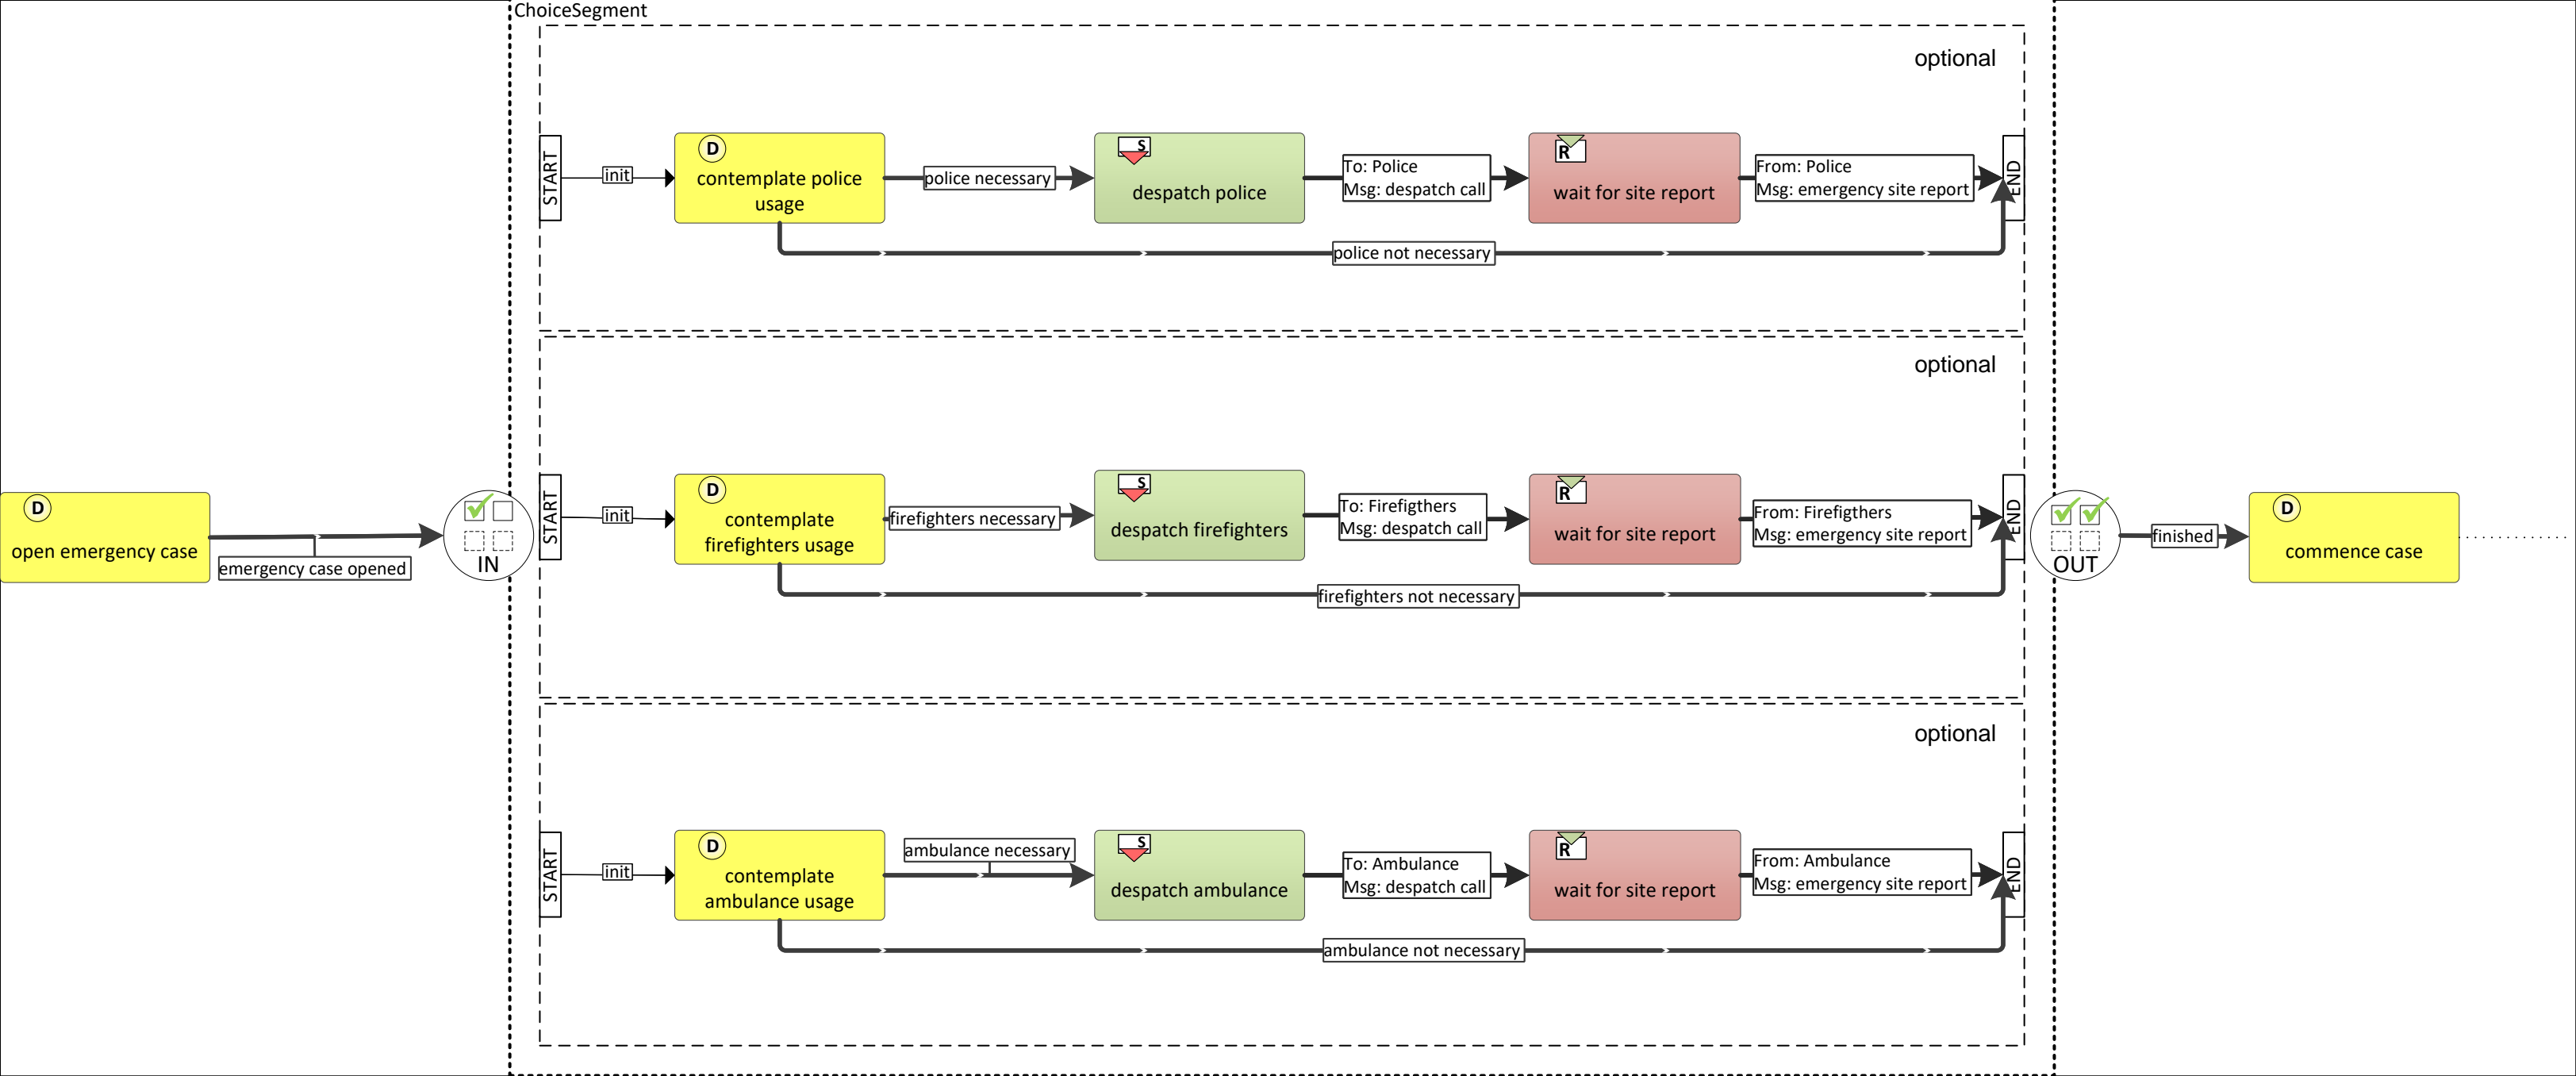 ChoiceSegment
optional
START
init
D
contemplate police
usage
police necessary
S
despatch police
To: Police
Msg: despatch call
R
wait for site report
From: Police
Msg: emergency site report
END
police not necessary
optional
START
init
D
contemplate
firefighters usage
firefighters necessary
S
despatch firefighters
To: Firefigthers
Msg: despatch call
R
wait for site report
From: Firefigthers
Msg: emergency site report
END
firefighters not necessary
D
open emergency case
emergency case opened
IN
OUT
finished
D
commence case
optional
START
init
D
contemplate
ambulance usage
ambulance necessary
S
despatch ambulance
To: Ambulance
Msg: despatch call
R
wait for site report
From: Ambulance
Msg: emergency site report
END
ambulance not necessary